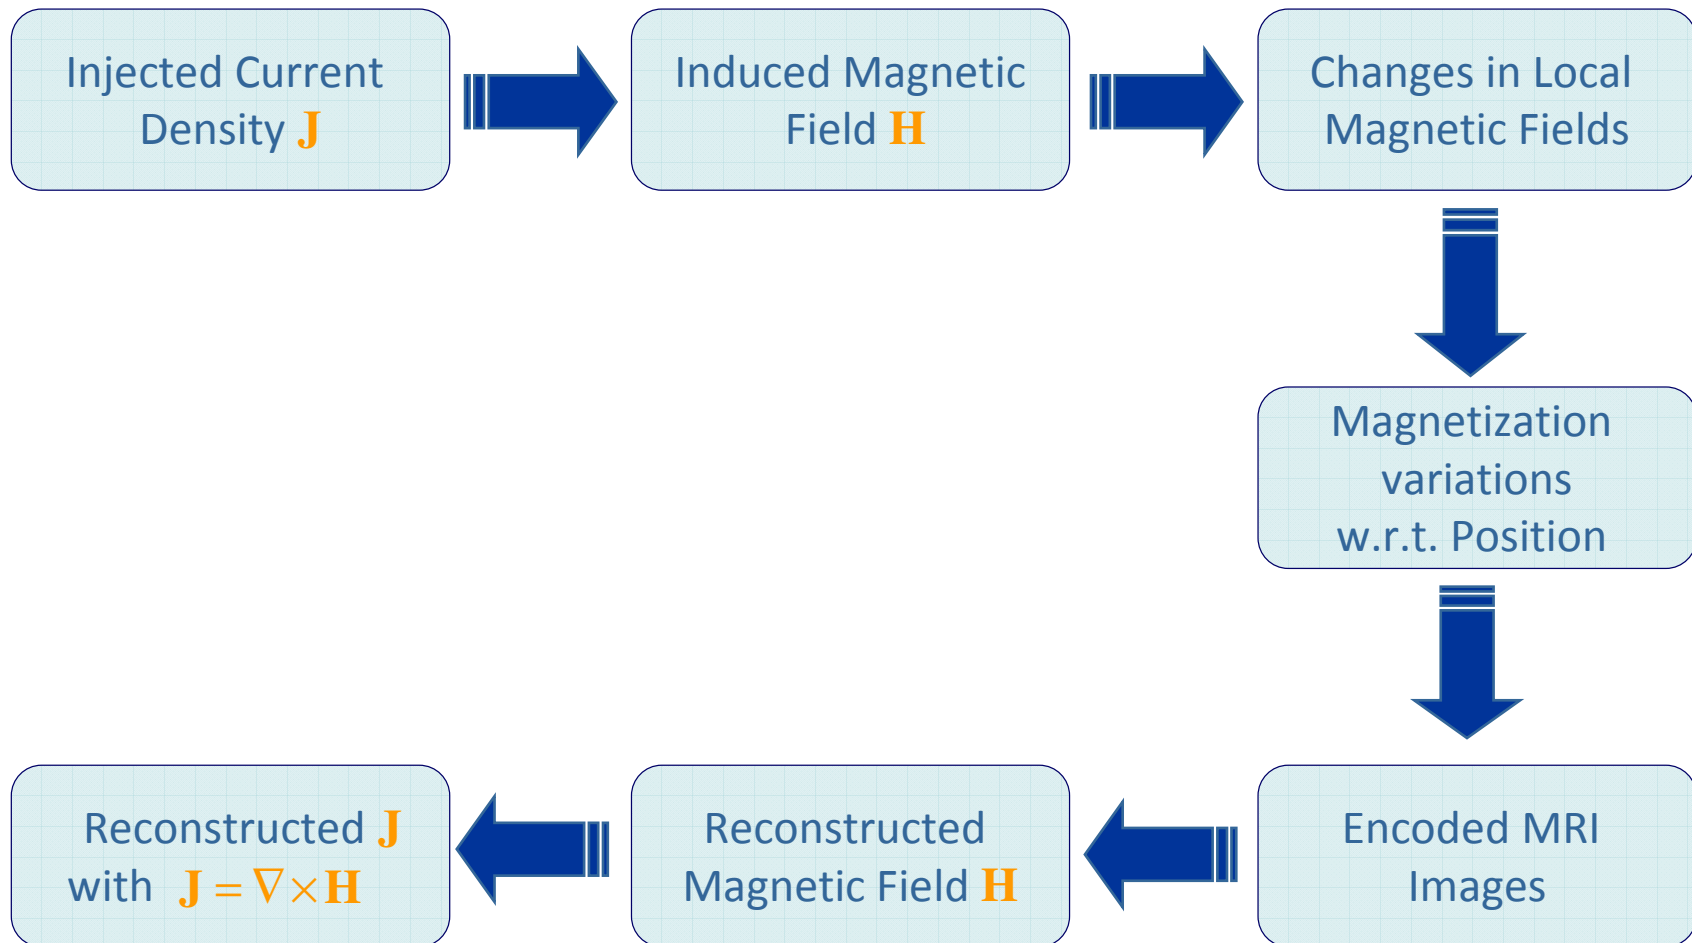 Injected Current
Density J
Induced Magnetic
Field H
Changes in Local
Magnetic Fields
Magnetization
variations
w.r.t. Position
Encoded MRI
Images
Reconstructed
Magnetic Field H
Reconstructed J
with J = ∇×H